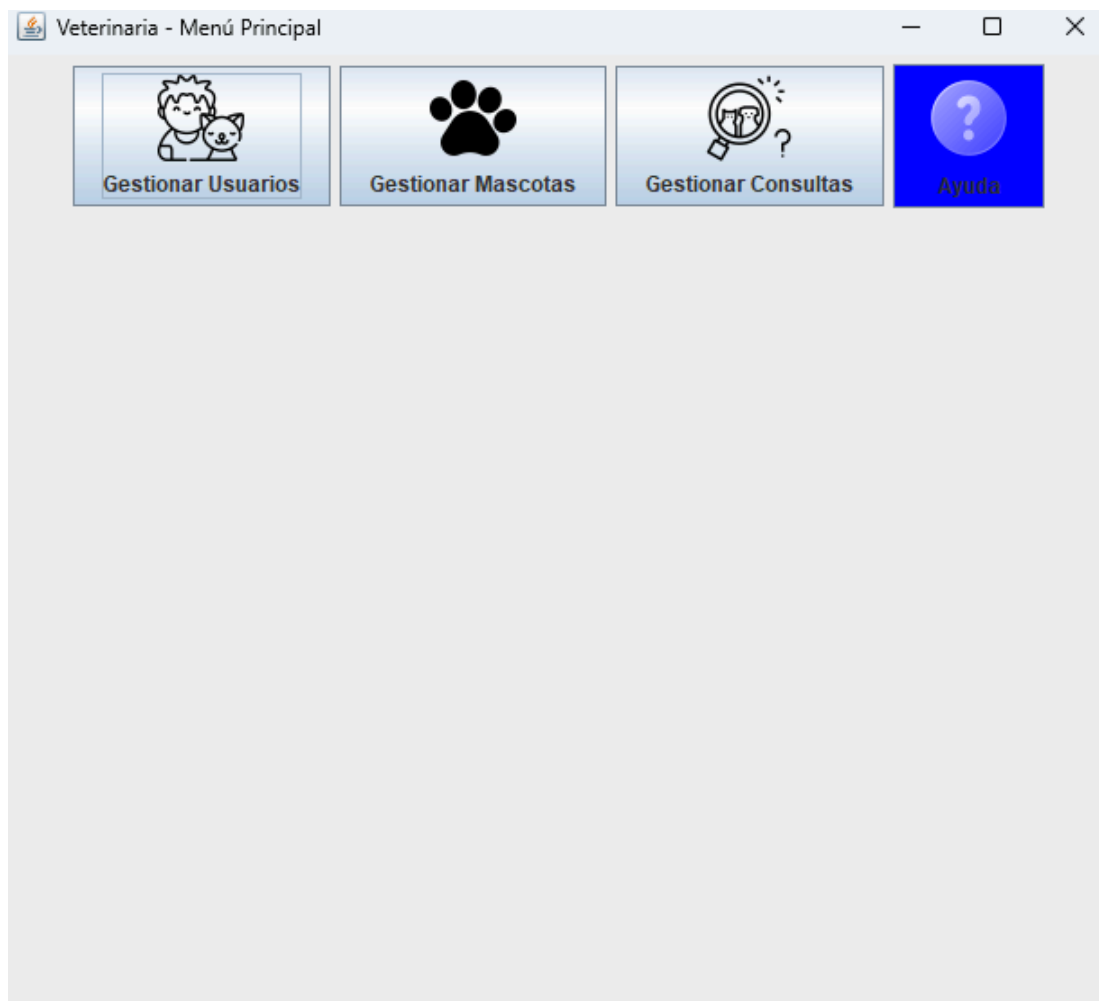 Veterinaria - Menú Principal
Gestionar Usuarios
Gestionar Mascotas
?
Gestionar Consultas
?
Ayuda